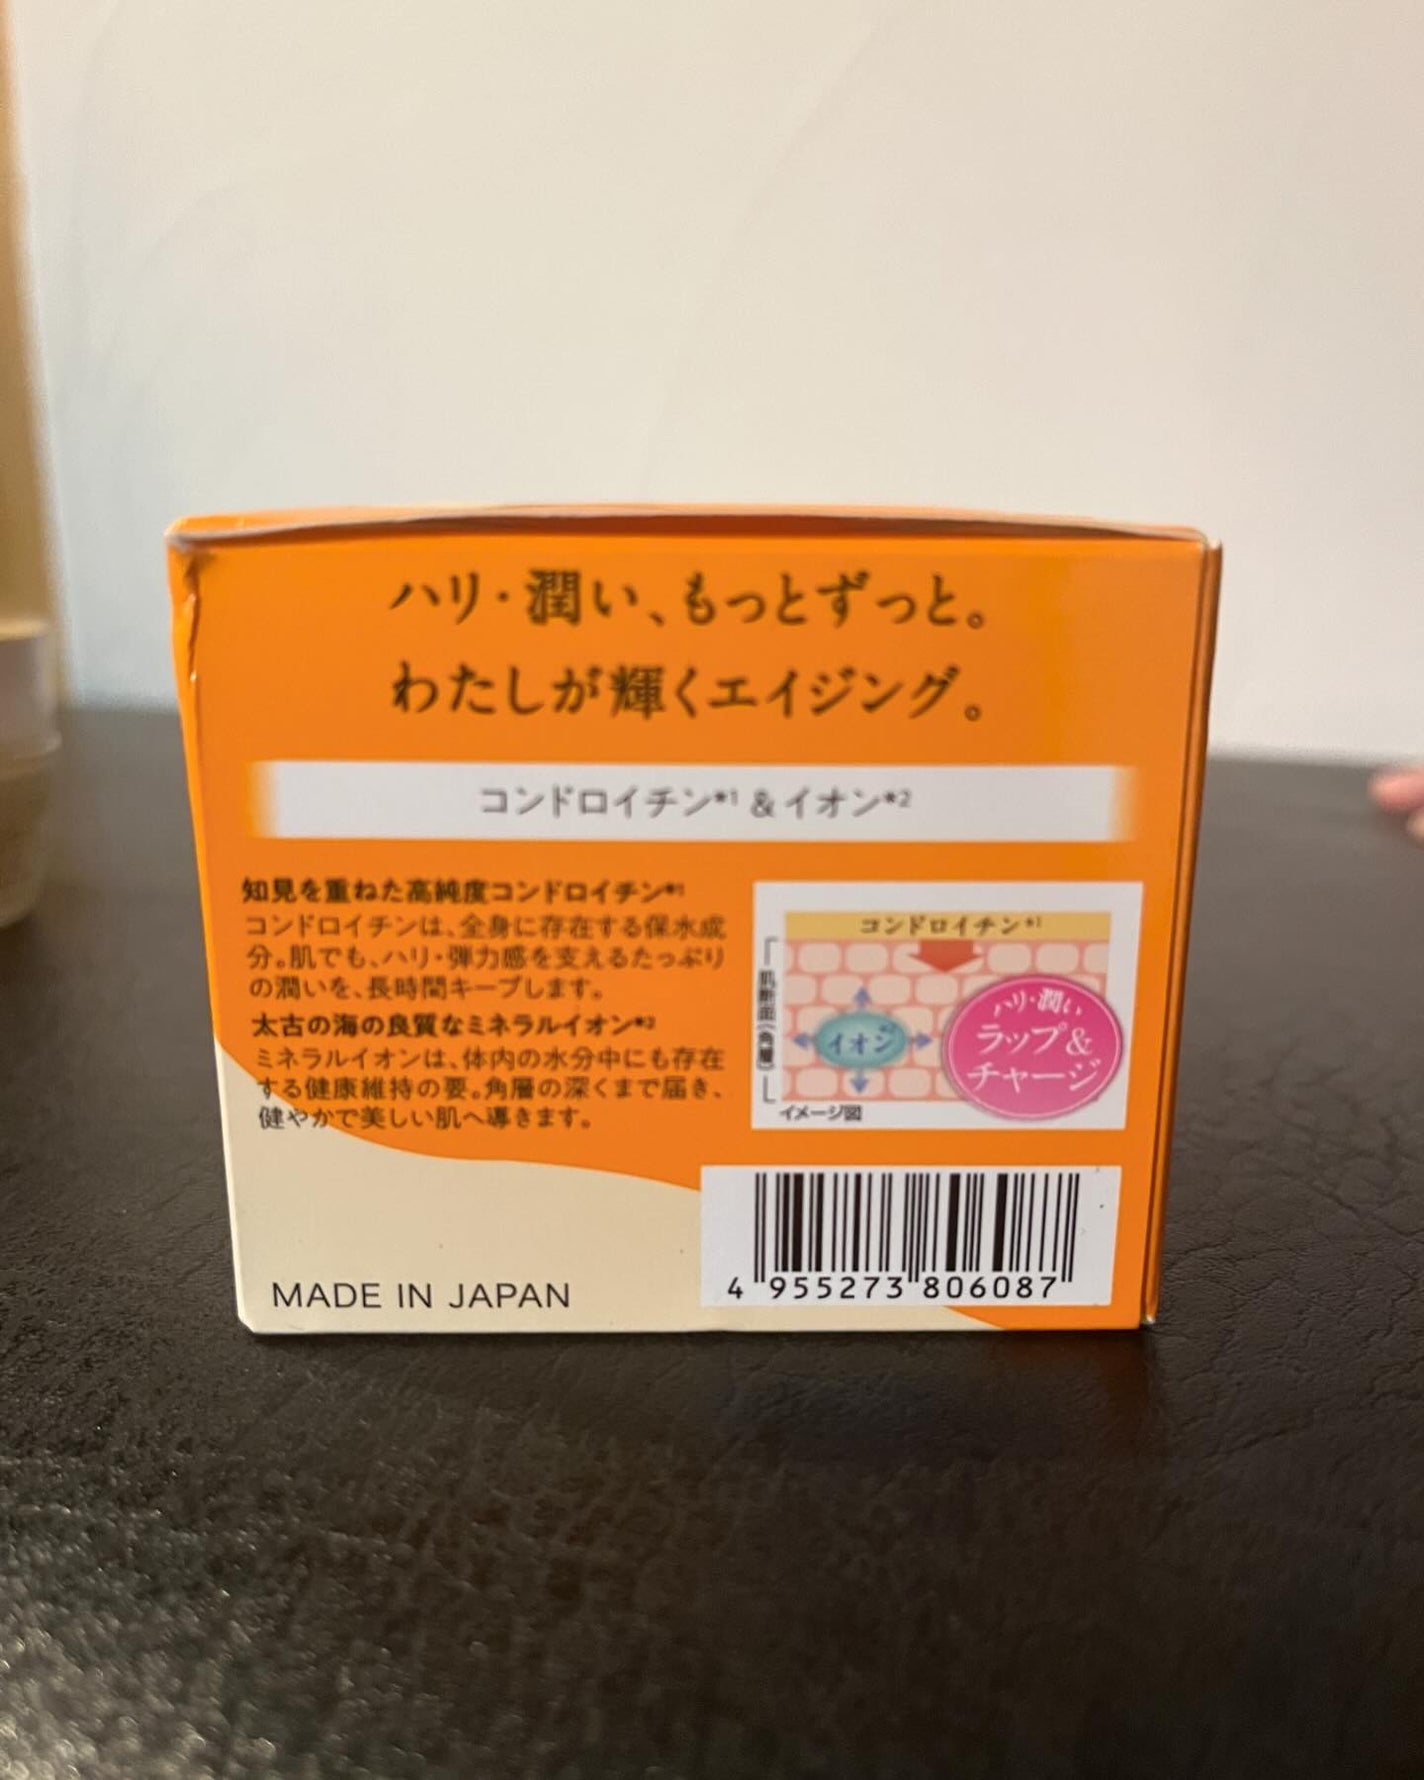 ハリ・潤い、もっとずっと。
わたしが輝くエイジング。
コンドロイチン*1 & イオン*2
知見を重ねた高純度コンドロイチン*1
コンドロイチンは、全身に存在する保水成
分。肌でも、ハリ・弾力感を支えるたっぷり
の潤いを、長時間キープします。
太古の海の良質なミネラルイオン*2
ミネラルイオンは、体内の水分中にも存在
する健康維持の要。角層の深くまで届き、
健やかで美しい肌へ導きます。
コンドロイチン*1
肌断面(角層)
イオン
ハリ・潤い
ラップ&
チャージ
イメージ図
MADE IN JAPAN
4 955273 806087